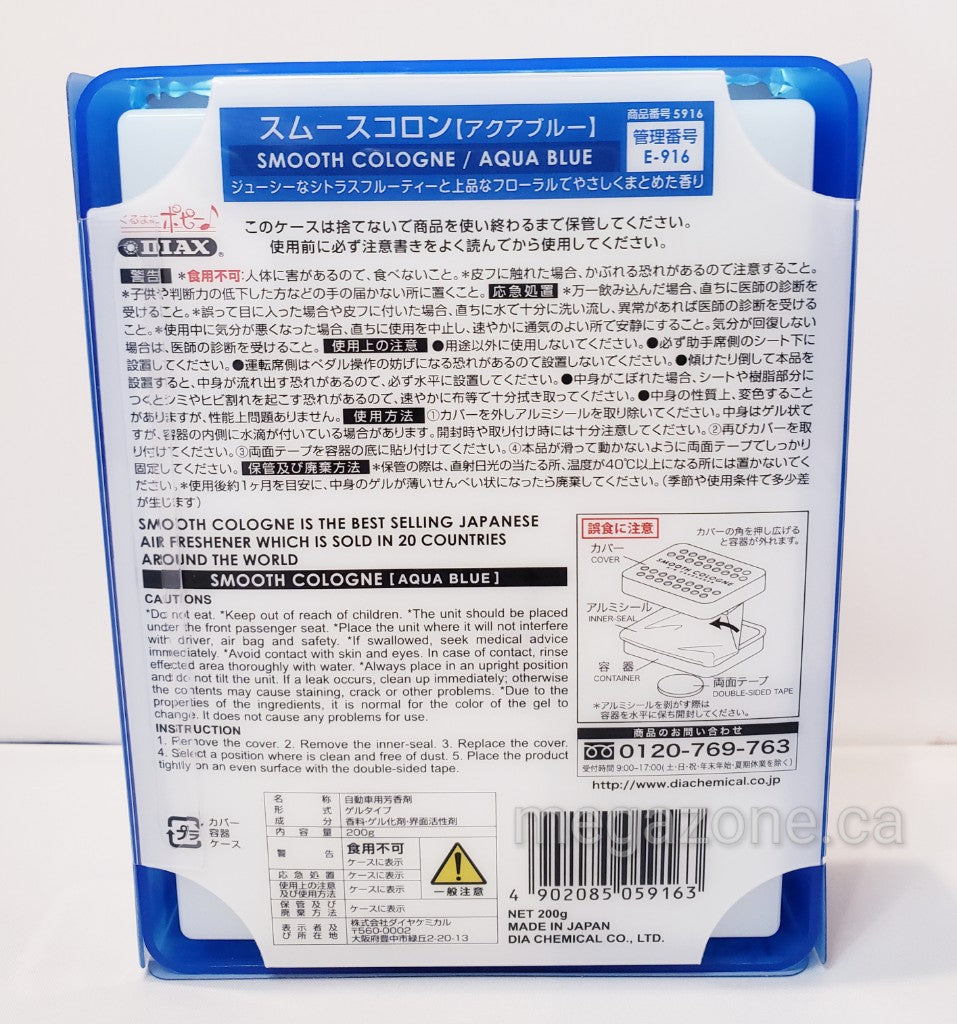 スムースコロン【アクアブルー】
商品番号 5916
管理番号
E-916
SMOOTH COLOGNE / AQUA BLUE
ジューシーなシトラスフルーティーと上品なフローラルでやさしくまとめた香り
くるまにポピー♪
DIAX®
このケースは捨てないで商品を使い終わるまで保管してください。
使用前に必ず注意書きをよく読んでから使用してください。
警告 *食用不可:人体に害があるので、食べないこと。*皮フに触れた場合、かぶれる恐れがあるので注意すること。
*子供や判断力の低下した方などの手の届かない所に置くこと。 応急処置 *万一飲み込んだ場合、直ちに医師の診断を
受けること。*誤って目に入った場合や皮フに付いた場合、直ちに水で十分に洗い流し、異常があれば医師の診断を受ける
こと。*使用中に気分が悪くなった場合、直ちに使用を中止し、速やかに通気のよい所で安静にすること。気分が回復しない
場合は、医師の診断を受けること。 使用上の注意 ●用途以外に使用しないでください。●必ず助手席側のシート下に
設置してください。●運転席側はペダル操作の妨げになる恐れがあるので設置しないでください。●傾けたり倒して本品を
設置すると、中身が流れ出す恐れがあるので、必ず水平に設置してください。●中身がこぼれた場合、シートや樹脂部分に
つくとシミやヒビ割れを起こす恐れがあるので、速やかに布等で十分拭き取ってください。●中身の性質上、変色すること
がありますが、性能上問題ありません。 使用方法 ①カバーを外しアルミシールを取り除いてください。中身はゲル状で
すが、容器の内側に水滴が付いている場合があります。開封時や取り付け時には十分注意してください。②再びカバーを取
り付けてください。③両面テープを容器の底に貼り付けてください。④本品が滑って動かないように両面テープでしっかり
固定してください。 保管及び廃棄方法 *保管の際は、直射日光の当たる所、温度が40℃以上になる所には置かないでく
ださい。*使用後約1ヶ月を目安に、中身のゲルが薄いせんべい状になったら廃棄してください。(季節や使用条件で多少差
が生じます)
SMOOTH COLOGNE IS THE BEST SELLING JAPANESE
AIR FRESHENER WHICH IS SOLD IN 20 COUNTRIES
AROUND THE WORLD
SMOOTH COLOGNE [AQUA BLUE]
CAUTIONS
*Do not eat. *Keep out of reach of children. *The unit should be placed
under the front passenger seat. *Place the unit where it will not interfere
with driver, air bag and safety. *If swallowed, seek medical advice
immediately. *Avoid contact with skin and eyes. In case of contact, rinse
effected area thoroughly with water. *Always place in an upright position
and do not tilt the unit. If a leak occurs, clean up immediately; otherwise
the contents may cause staining, crack or other problems. *Due to the
properties of the ingredients, it is normal for the color of the gel to
change. It does not cause any problems for use.
INSTRUCTION
1. Remove the cover. 2. Remove the inner-seal. 3. Replace the cover.
4. Select a position where is clean and free of dust. 5. Place the product
tightly on an even surface with the double-sided tape.
誤食に注意
カバーの角を押し広げる
と容器が外れます。
カバー
COVER
SMOOTH COLOGNE
アルミシール
INNER-SEAL
容器
CONTAINER
両面テープ
DOUBLE-SIDED TAPE
*アルミシールを剥がす際は
容器を水平に保ち開封してください。
商品のお問い合わせ
0120-769-763
受付時間 9:00~17:00(土・日・祝・年末年始・夏期休業を除く)
http://www.diachemical.co.jp
プラ
カバー
容器
ケース
名称 自動車用芳香剤
形式 ゲルタイプ
成分 香料・ゲル化剤・界面活性剤
内容量 200g
警告 食用不可
ケースに表示
応急処置 ケースに表示
使用上の注意
及び使用方法 ケースに表示
保管及び
廃棄方法 ケースに表示
表示者及
び所在地 株式会社ダイヤケミカル
〒560-0002
大阪府豊中市緑丘2-20-13
一般注意
4 902085 059163
NET 200g
MADE IN JAPAN
DIA CHEMICAL CO., LTD.
megazone.ca